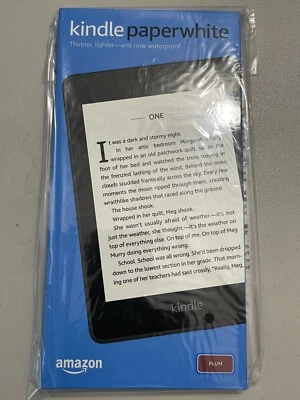 kindle paperwhite
Thinner, lighter—and now waterproof
ONE
It was a dark and stormy night.
In her attic bedroom Margaret
wrapped in an old patchwork quilt, sat on the
foot of her bed and watched the trees tossing in
the frenzied lashing of the wind. Behind the trees
clouds scudded frantically across the sky. Every few
moments the moon ripped through them, creating
wraithlike shadows that raced along the ground.
The house shook.
Wrapped in her quilt, Meg shook.
She wasn't usually afraid of weather.—It's not
just the weather, she thought.—It's the weather on
top of everything else. On top of me. On top of Meg
Murry doing everything wrong.
School. School was all wrong. She'd been dropped
down to the lowest section in her grade. That morn-
ing one of her teachers had said crossly, "Really, Meg,
kindle
amazon
PLUM